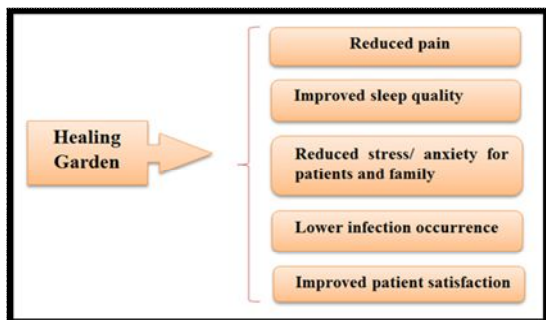 Healing
Garden
Reduced pain
Improved sleep quality
Reduced stress/ anxiety for
patients and family
Lower infection occurrence
Improved patient satisfaction